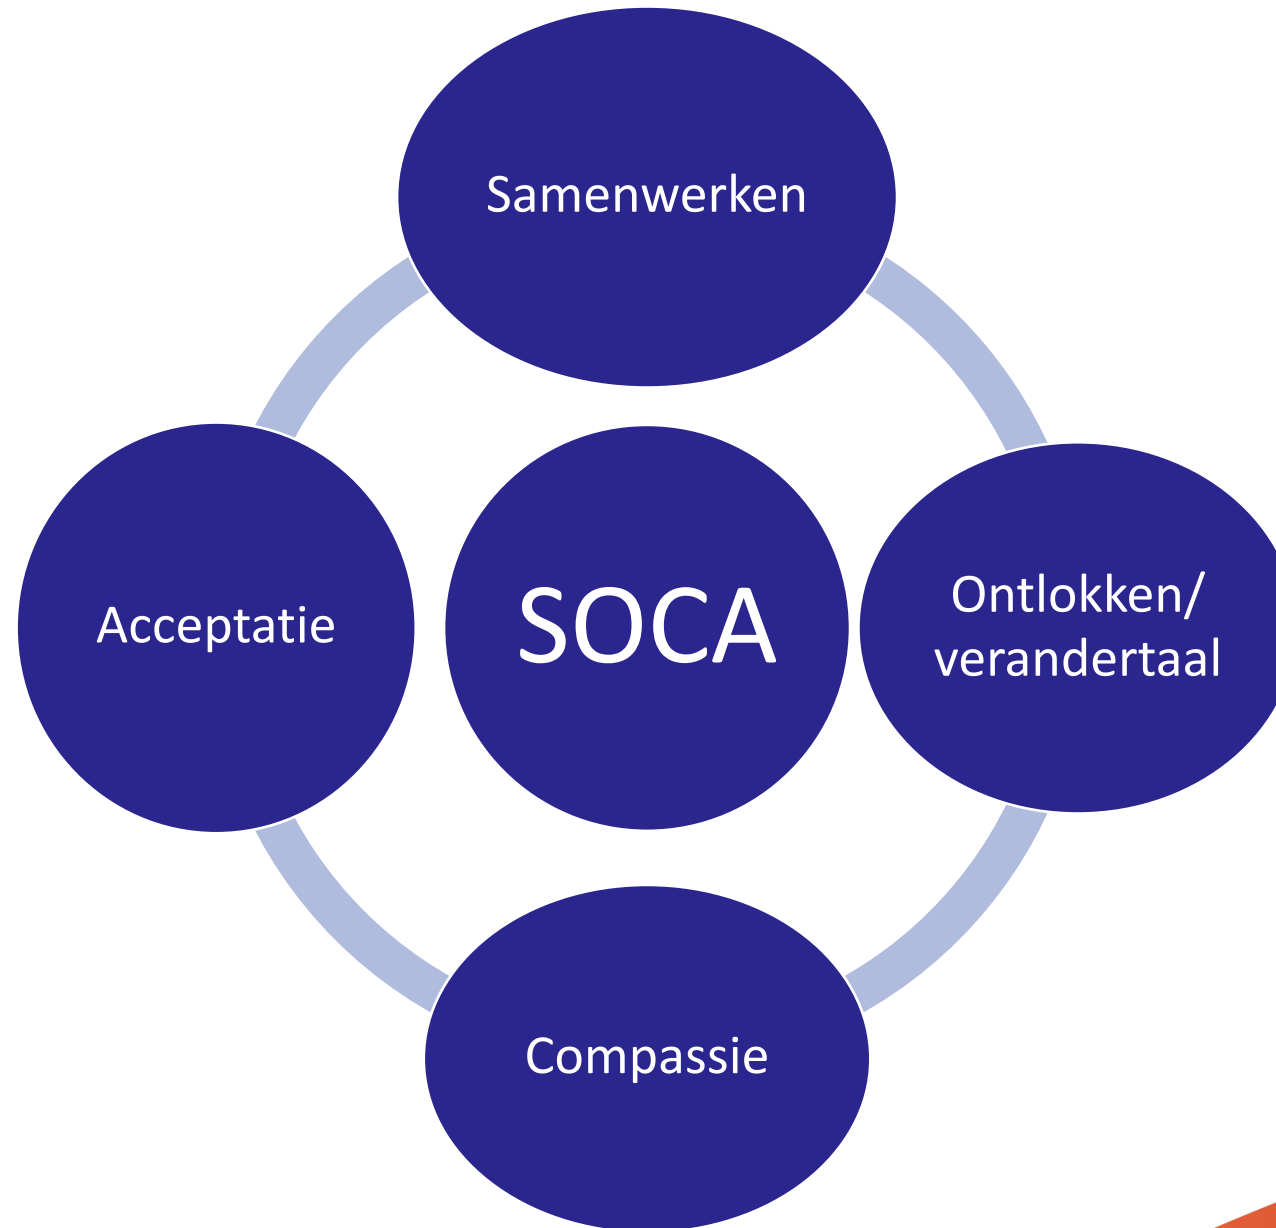 Samenwerken
Acceptatie
SOCA
Ontlokken/
verandertaal
Compassie